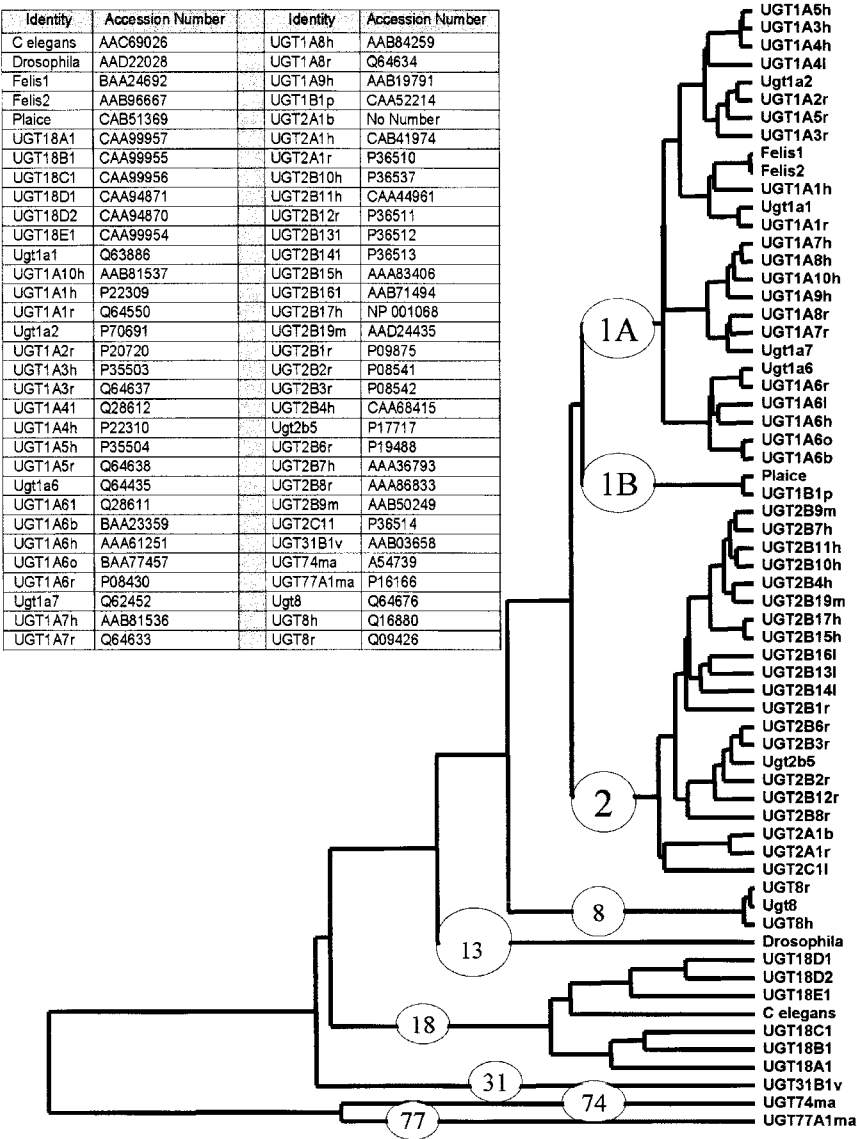 Identity Accession Number Identity Accession Number
C elegans AAC69026 UGT1A8h AAB84259
Drosophila AAD22028 UGT1A8r Q64634
Felis1 BAA24692 UGT1A9h AAB19791
Felis2 AAB96667 UGT1B1p CAA52214
Plaice CAB51369 UGT2A1b No Number
UGT18A1 CAA99957 UGT2A1h CAB41974
UGT18B1 CAA99955 UGT2A1r P36510
UGT18C1 CAA99956 UGT2B10h P36537
UGT18D1 CAA94871 UGT2B11h CAA44961
UGT18D2 CAA94870 UGT2B12r P36511
UGT18E1 CAA99954 UGT2B131 P36512
Ugt1a1 Q63886 UGT2B141 P36513
UGT1A10h AAB81537 UGT2B15h AAA83406
UGT1A1h P22309 UGT2B161 AAB71494
UGT1A1r Q64550 UGT2B17h NP 001068
Ugt1a2 P70691 UGT2B19m AAD24435
UGT1A2r P20720 UGT2B1r P09875
UGT1A3h P35503 UGT2B2r P08541
UGT1A3r Q64637 UGT2B3r P08542
UGT1A41 Q28612 UGT2B4h CAA68415
UGT1A4h P22310 Ugt2b5 P17717
UGT1A5h P35504 UGT2B6r P19488
UGT1A5r Q64638 UGT2B7h AAA36793
Ugt1a6 Q64435 UGT2B8r AAA86833
UGT1A61 Q28611 UGT2B9m AAB50249
UGT1A6b BAA23359 UGT2C11 P36514
UGT1A6h AAA61251 UGT31B1v AAB03658
UGT1A6o BAA77457 UGT74ma A54739
UGT1A6r P08430 UGT77A1ma P16166
Ugt1a7 Q62452 Ugt8 Q64676
UGT1A7h AAB81536 UGT8h Q16880
UGT1A7r Q64633 UGT8r Q09426
UGT1A5h
UGT1A3h
UGT1A4h
UGT1A4l
Ugt1a2
UGT1A2r
UGT1A5r
UGT1A3r
Felis1
Felis2
UGT1A1h
Ugt1a1
UGT1A1r
UGT1A7h
UGT1A8h
UGT1A10h
UGT1A9h
UGT1A8r
1A
UGT1A7r
Ugt1a7
Ugt1a6
UGT1A6r
UGT1A6l
UGT1A6h
UGT1A6o
UGT1A6b
Plaice
1B
UGT1B1p
UGT2B9m
UGT2B7h
UGT2B11h
UGT2B10h
UGT2B4h
UGT2B19m
UGT2B17h
UGT2B15h
UGT2B16l
UGT2B13l
UGT2B14l
UGT2B1r
UGT2B6r
UGT2B3r
Ugt2b5
UGT2B2r
2
UGT2B12r
UGT2B8r
UGT2A1b
UGT2A1r
UGT2C1l
UGT8r
Ugt8
8
UGT8h
Drosophila
13
UGT18D1
UGT18D2
UGT18E1
C elegans
18
UGT18C1
UGT18B1
UGT18A1
31
UGT31B1v
74
UGT74ma
77
UGT77A1ma